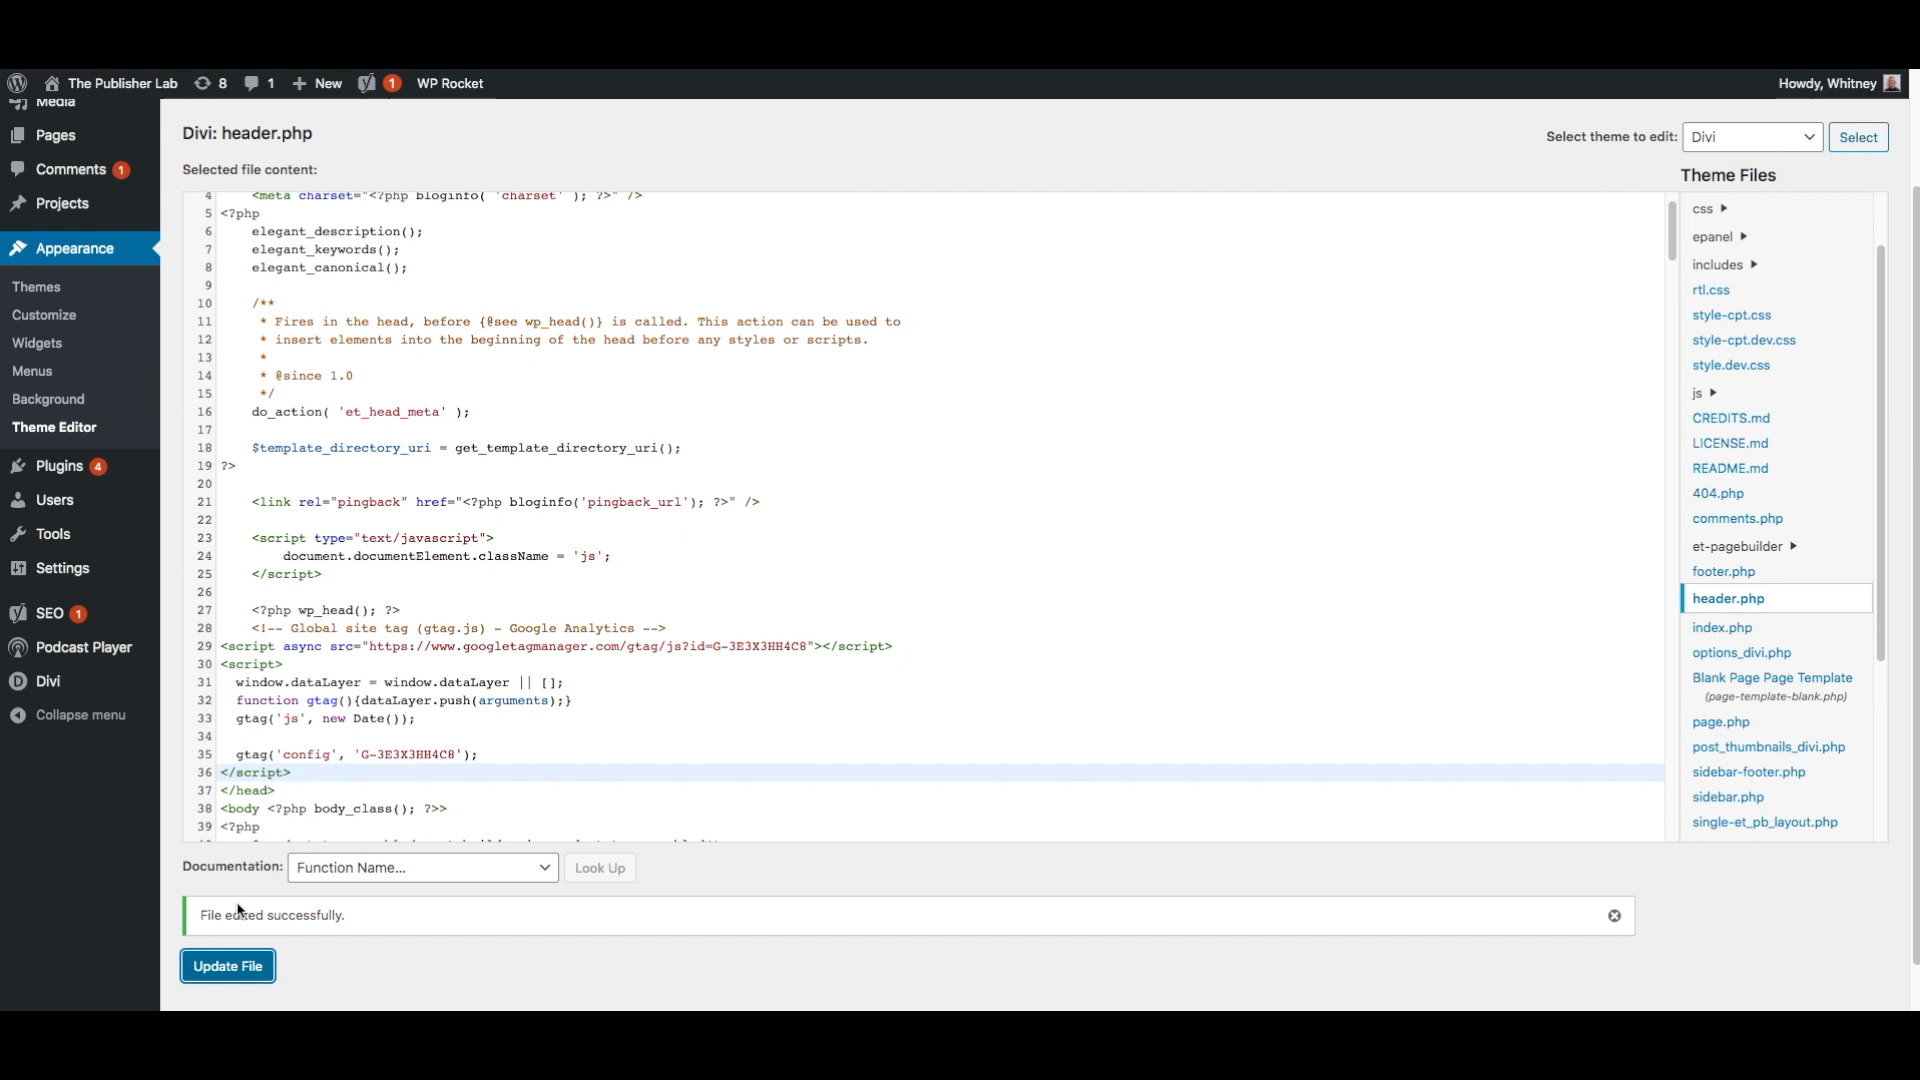 The Publisher Lab 8 1 New 1 WP Rocket Howdy, Whitney
Media
Pages
Comments 1
Projects
Appearance
Themes
Customize
Widgets
Menus
Background
Theme Editor
Plugins 4
Users
Tools
Settings
SEO 1
Podcast Player
Divi
Collapse menu
Divi: header.php
Select theme to edit: Divi Select
Selected file content:
4 <meta charset="<?php bloginfo( 'charset' ); ?>" />
5 <?php
6 elegant_description();
7 elegant_keywords();
8 elegant_canonical();
9
10 /**
11 * Fires in the head, before {@see wp_head()} is called. This action can be used to
12 * insert elements into the beginning of the head before any styles or scripts.
13 *
14 * @since 1.0
15 */
16 do_action( 'et_head_meta' );
17
18 $template_directory_uri = get_template_directory_uri();
19 ?>
20
21 <link rel="pingback" href="<?php bloginfo('pingback_url'); ?>" />
22
23 <script type="text/javascript">
24 document.documentElement.className = 'js';
25 </script>
26
27 <?php wp_head(); ?>
28 <!-- Global site tag (gtag.js) - Google Analytics -->
29 <script async src="https://www.googletagmanager.com/gtag/js?id=G-3E3X3HH4C8"></script>
30 <script>
31 window.dataLayer = window.dataLayer || [];
32 function gtag(){dataLayer.push(arguments);}
33 gtag('js', new Date());
34
35 gtag('config', 'G-3E3X3HH4C8');
36 </script>
37 </head>
38 <body <?php body_class(); ?>>
39 <?php
Theme Files
css
epanel
includes
rtl.css
style-cpt.css
style-cpt.dev.css
style.dev.css
js
CREDITS.md
LICENSE.md
README.md
404.php
comments.php
et-pagebuilder
footer.php
header.php
index.php
options_divi.php
Blank Page Page Template
(page-template-blank.php)
page.php
post_thumbnails_divi.php
sidebar-footer.php
sidebar.php
single-et_pb_layout.php
Documentation: Function Name... Look Up
File edited successfully.
Update File